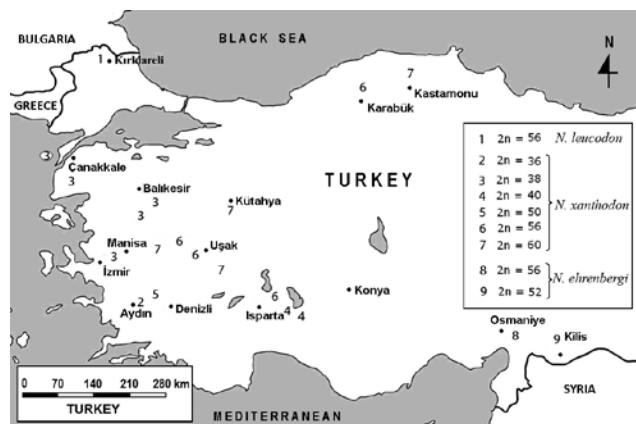 BULGARIA
BLACK SEA
N
1
Kırklareli
7
GREECE
6
Kastamonu
Karabük
3
Çanakkale
3
1 2n = 56 N. leucodon
2 2n = 36
3 2n = 38
4 2n = 40
5 2n = 50
6 2n = 56
7 2n = 60
N. xanthodon
8 2n = 56
9 2n = 52
N. ehrenbergi
TURKEY
Balıkesir
3
3
Kütahya
7
Manisa
3
7
6
6
Uşak
7
İzmir
Konya
5
2
Aydın
Denizli
6
Isparta
4
4
Osmaniye
8
9
Kilis
SYRIA
0 70 140 210 280 km
TURKEY
MEDITERRANEAN